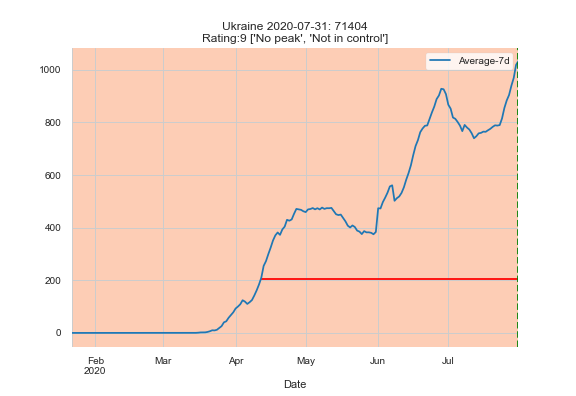 Ukraine 2020-07-31: 71404
Rating:9 ['No peak', 'Not in control']
Average-7d
1000
800
600
400
200
0
Feb
2020
Mar
Apr
May
Jun
Jul
Date